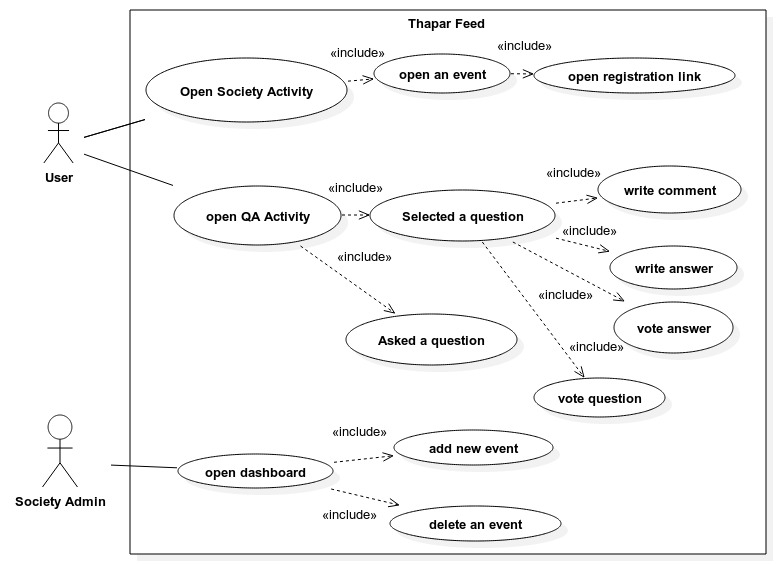 Thapar Feed
«include»
«include»
open an event
open registration link
Open Society Activity
User
«include»
«include»
write comment
open QA Activity
Selected a question
«include»
«include»
write answer
«include»
vote answer
Asked a question
«include»
vote question
«include»
add new event
open dashboard
Society Admin
«include»
delete an event